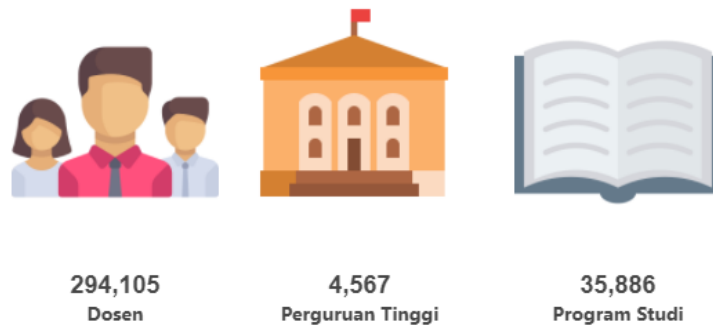 294,105
Dosen
4,567
Perguruan Tinggi
35,886
Program Studi